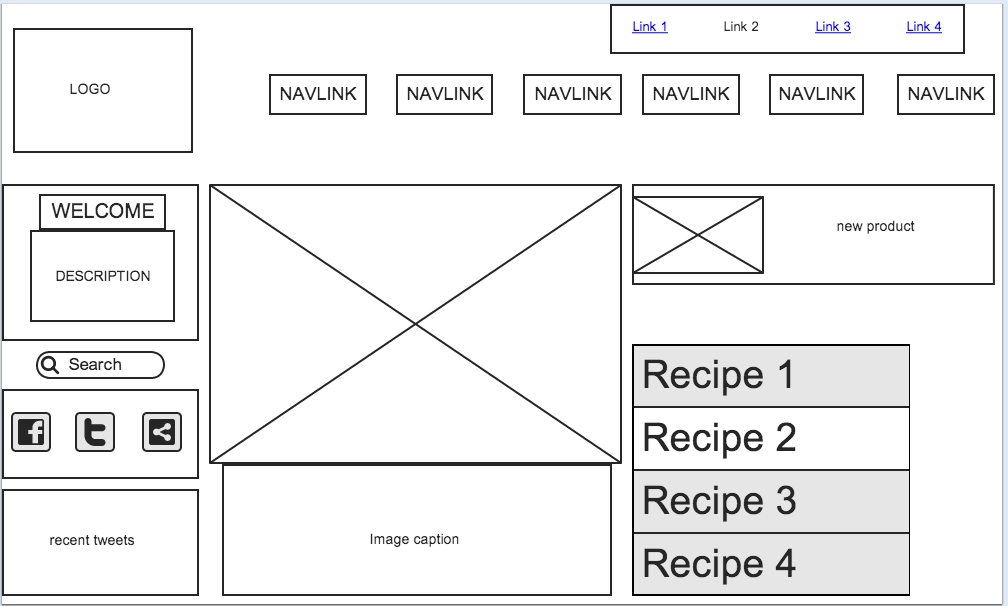 Link 1
Link 2
Link 3
Link 4
LOGO
NAVLINK
NAVLINK
NAVLINK
NAVLINK
NAVLINK
NAVLINK
WELCOME
DESCRIPTION
Search
recent tweets
Image caption
new product
Recipe 1
Recipe 2
Recipe 3
Recipe 4